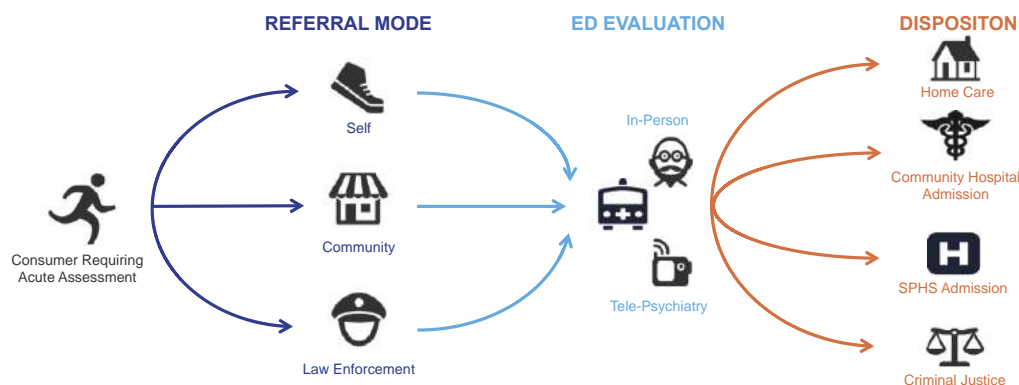 REFERRAL MODE
ED EVALUATION
DISPOSITON
Self
Community
Law Enforcement
Consumer Requiring
Acute Assessment
In-Person
Tele-Psychiatry
Home Care
Community Hospital
Admission
SPHS Admission
Criminal Justice